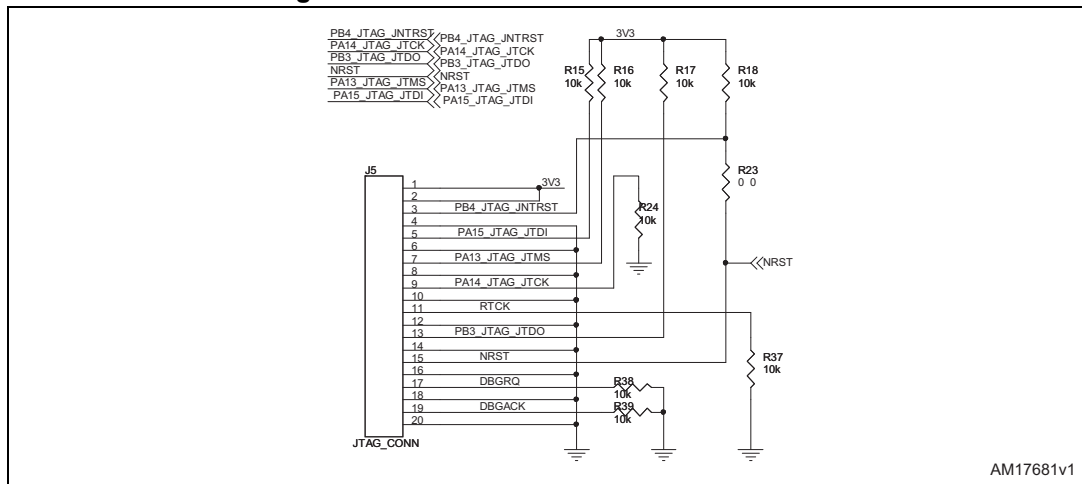 PB4_JTAG_JNTRST PB4_JTAG_JNTRST
PA14_JTAG_JTCK PA14_JTAG_JTCK
PB3_JTAG_JTDO PB3_JTAG_JTDO
NRST NRST
PA13_JTAG_JTMS PA13_JTAG_JTMS
PA15_JTAG_JTDI PA15_JTAG_JTDI
3V3
R15 R16 R17 R18
10k 10k 10k 10k
R23
0 0
J5
1 3V3
2
3 PB4_JTAG_JNTRST
4
R24
10k
5 PA15_JTAG_JTDI
6
7 PA13_JTAG_JTMS
NRST
8
9 PA14_JTAG_JTCK
10
11 RTCK
12
13 PB3_JTAG_JTDO
14
15 NRST
R37
10k
16
17 DBGRQ R38
10k
18
19 DBGACK R39
10k
20
JTAG_CONN
AM17681v1